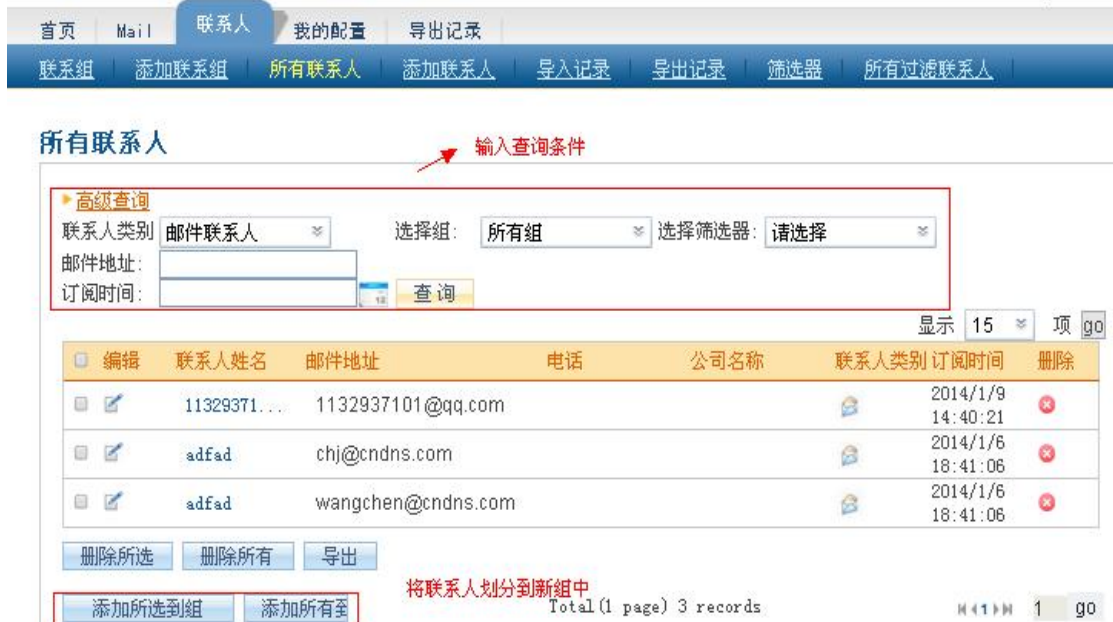 首页 Mail 联系人 我的配置 导出记录
联系组 添加联系组 所有联系人 添加联系人 导入记录 导出记录 筛选器 所有过滤联系人
所有联系人
输入查询条件
高级查询
联系人类别 邮件联系人 选择组: 所有组 选择筛选器: 请选择
邮件地址:
订阅时间: 12 查询
显示 15 项 go
编辑 联系人姓名 邮件地址 电话 公司名称 联系人类别 订阅时间 删除
11329371... 1132937101@qq.com 2014/1/9
14:40:21
adfad chj@cndns.com 2014/1/6
18:41:06
adfad wangchen@cndns.com 2014/1/6
18:41:06
删除所选 删除所有 导出
将联系人划分到新组中
添加所选到组 添加所有至 Total(1 page) 3 records 1 1 go